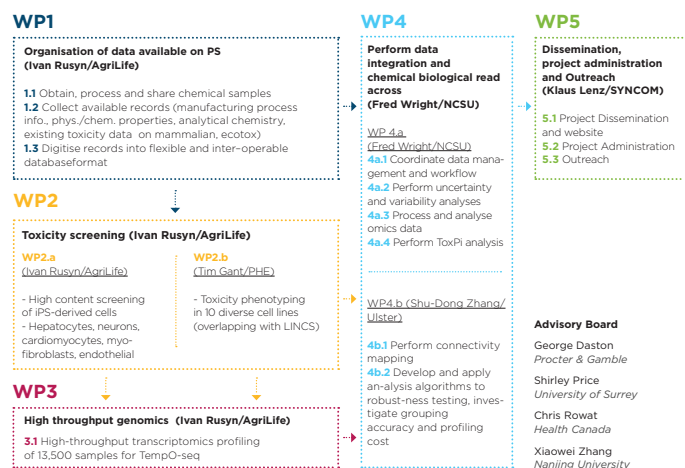 WP1
Organisation of data available on PS
(Ivan Rusyn/AgriLife)
1.1 Obtain, process and share chemical samples
1.2 Collect available records (manufacturing process
info., phys./chem. properties, analytical chemistry,
existing toxicity data on mammalian, ecotox)
1.3 Digitise records into flexible and inter-operable
databaseformat
WP2
Toxicity screening (Ivan Rusyn/AgriLife)
WP2.a
(Ivan Rusyn/AgriLife)
- High content screening
of iPS-derived cells
- Hepatocytes, neurons,
cardiomyocytes, myo-
fibroblasts, endothelial
WP2.b
(Tim Gant/PHE)
- Toxicity phenotyping
in 10 diverse cell lines
(overlapping with LINCS)
WP3
High throughput genomics (Ivan Rusyn/AgriLife)
3.1 High-throughput transcriptomics profiling
of 13,500 samples for TempO-seq
WP4
Perform data
integration and
chemical biological read
across
(Fred Wright/NCSU)
WP 4.a
(Fred Wright/NCSU)
4a.1 Coordinate data mana-
gement and workflow
4a.2 Perform uncertainty
and variability analyses
4a.3 Process and analyse
omics data
4a.4 Perform ToxPi analysis
WP4.b (Shu-Dong Zhang/
Ulster)
4b.1 Perform connectivity
mapping
4b.2 Develop and apply
an-alysis algorithms to
robust-ness testing, inves-
tigate grouping
accuracy and profiling
cost
WP5
Dissemination,
project administration
and Outreach
(Klaus Lenz/SYNCOM)
5.1 Project Dissemination
and website
5.2 Project Administration
5.3 Outreach
Advisory Board
George Daston
Procter & Gamble
Shirley Price
University of Surrey
Chris Rowat
Health Canada
Xiaowei Zhang
Nanjing University